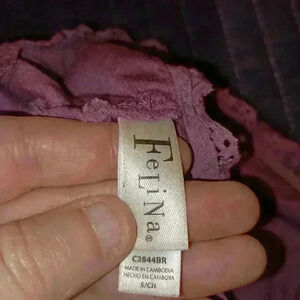 FeLiNa®
C2844BR
MADE IN CAMBODIA
HECHO EN CAMBOYA
S/CH